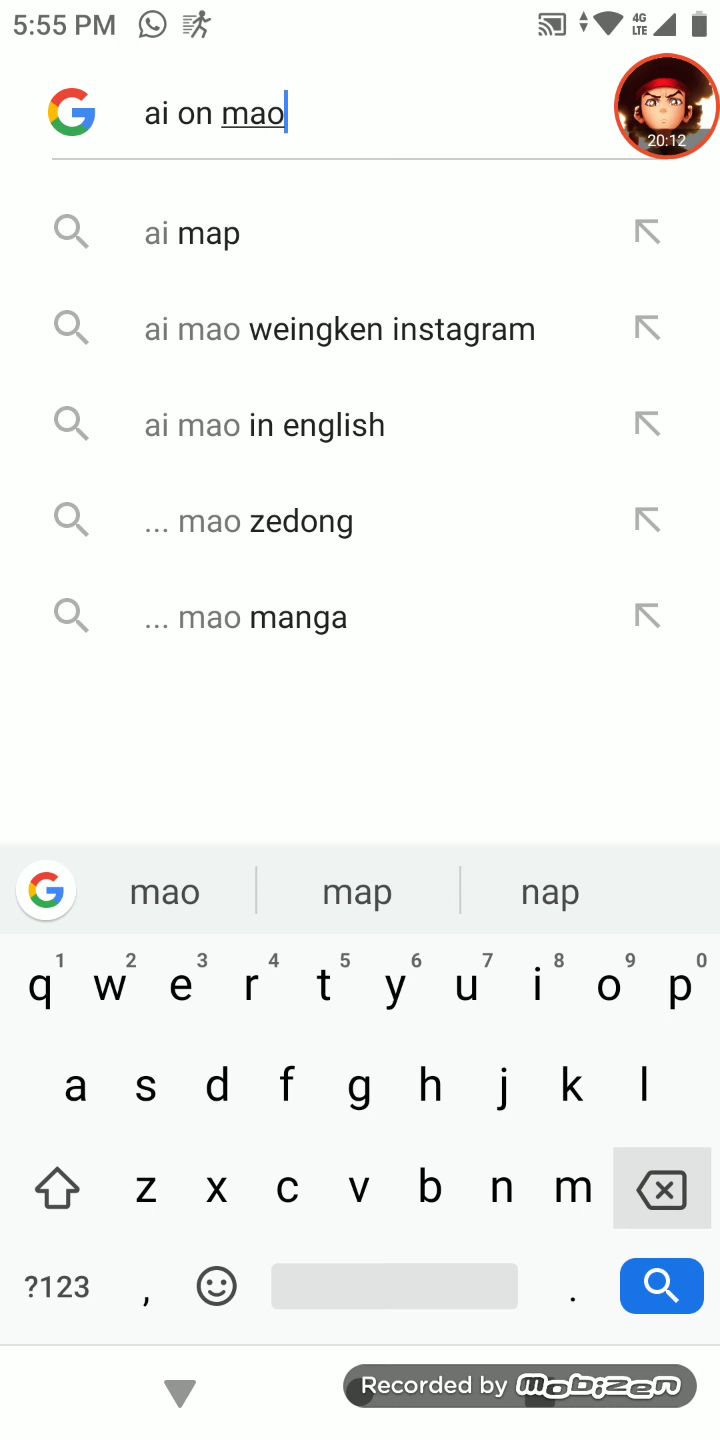 5:55 PM 4G LTE
ai on mao
20:12
ai map
ai mao weingken instagram
ai mao in english
... mao zedong
... mao manga
mao map nap
1 2 3 4 5 6 7 8 9 0
q w e r t y u i o p
a s d f g h j k l
z x c v b n m
?123 , .
Recorded by mobizen